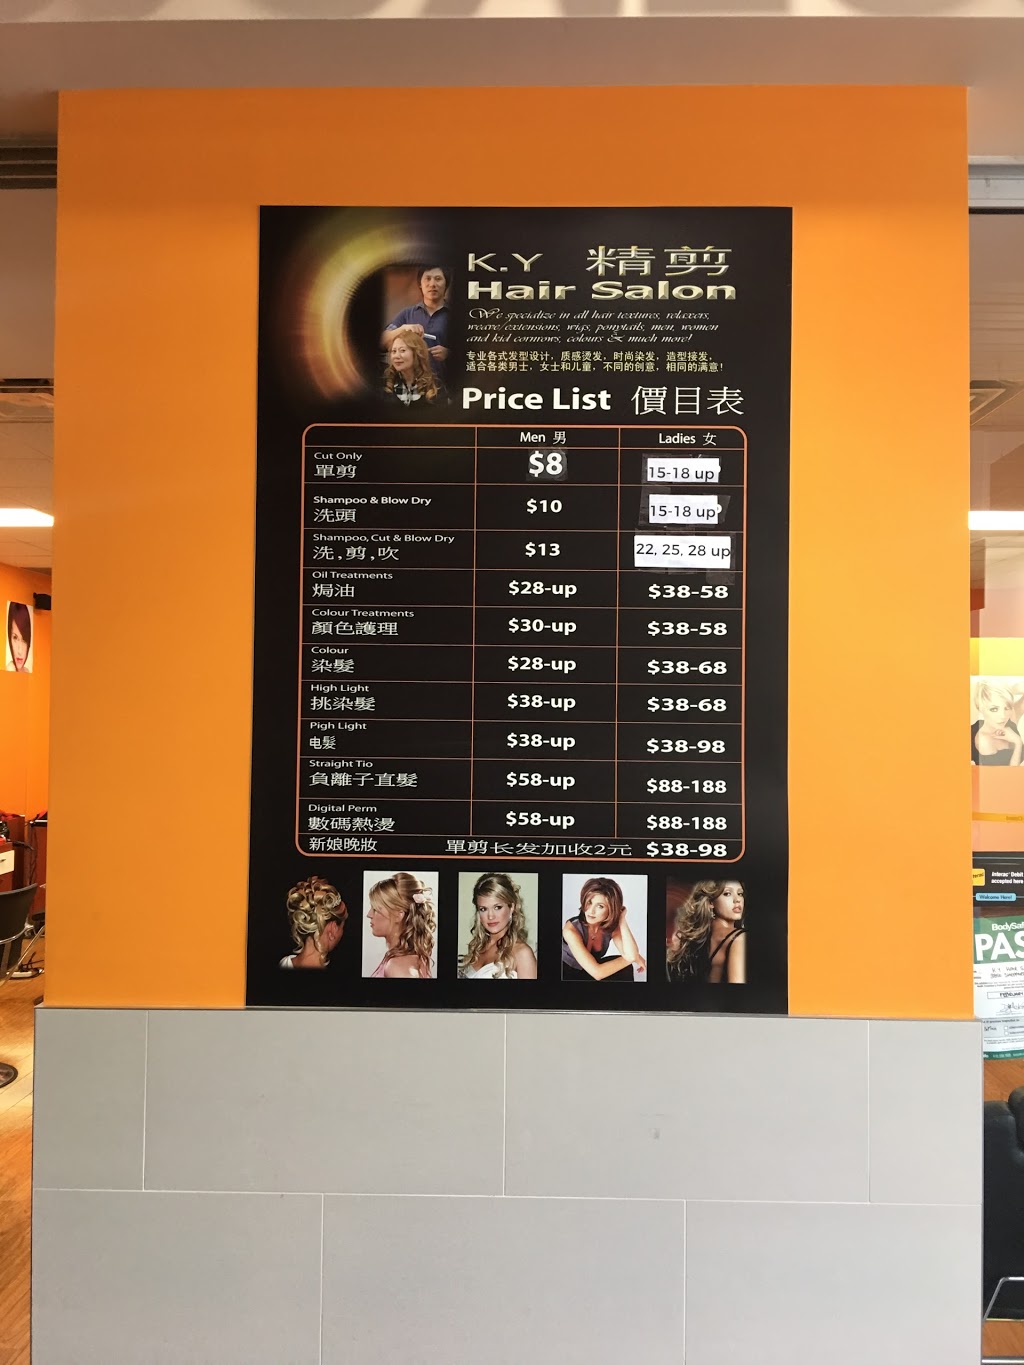 K.Y 精剪
Hair Salon
We specialize in all hair textures, relaxers,
weave/extensions, wigs, ponytails, men, women
and kid cornrows, colours & much more!
专业各式发型设计，质感烫发，时尚染发，造型接发，
适合各类男士，女士和儿童，不同的创意，相同的满意！
Price List 價目表
Men 男 Ladies 女
Cut Only
單剪 $8 15-18 up
Shampoo & Blow Dry
洗頭 $10 15-18 up
Shampoo, Cut & Blow Dry
洗,剪,吹 $13 22, 25, 28 up
Oil Treatments
焗油 $28-up $38-58
Colour Treatments
顏色護理 $30-up $38-58
Colour
染髮 $28-up $38-68
High Light
挑染髮 $38-up $38-68
Pigh Light
电髮 $38-up $38-98
Straight Tio
負離子直髮 $58-up $88-188
Digital Perm
數碼熱燙 $58-up $88-188
新娘晚妝 單剪长发加收2元 $38-98
Interac Debit
accepted here
Welcome Here!
BodySaf
PAS